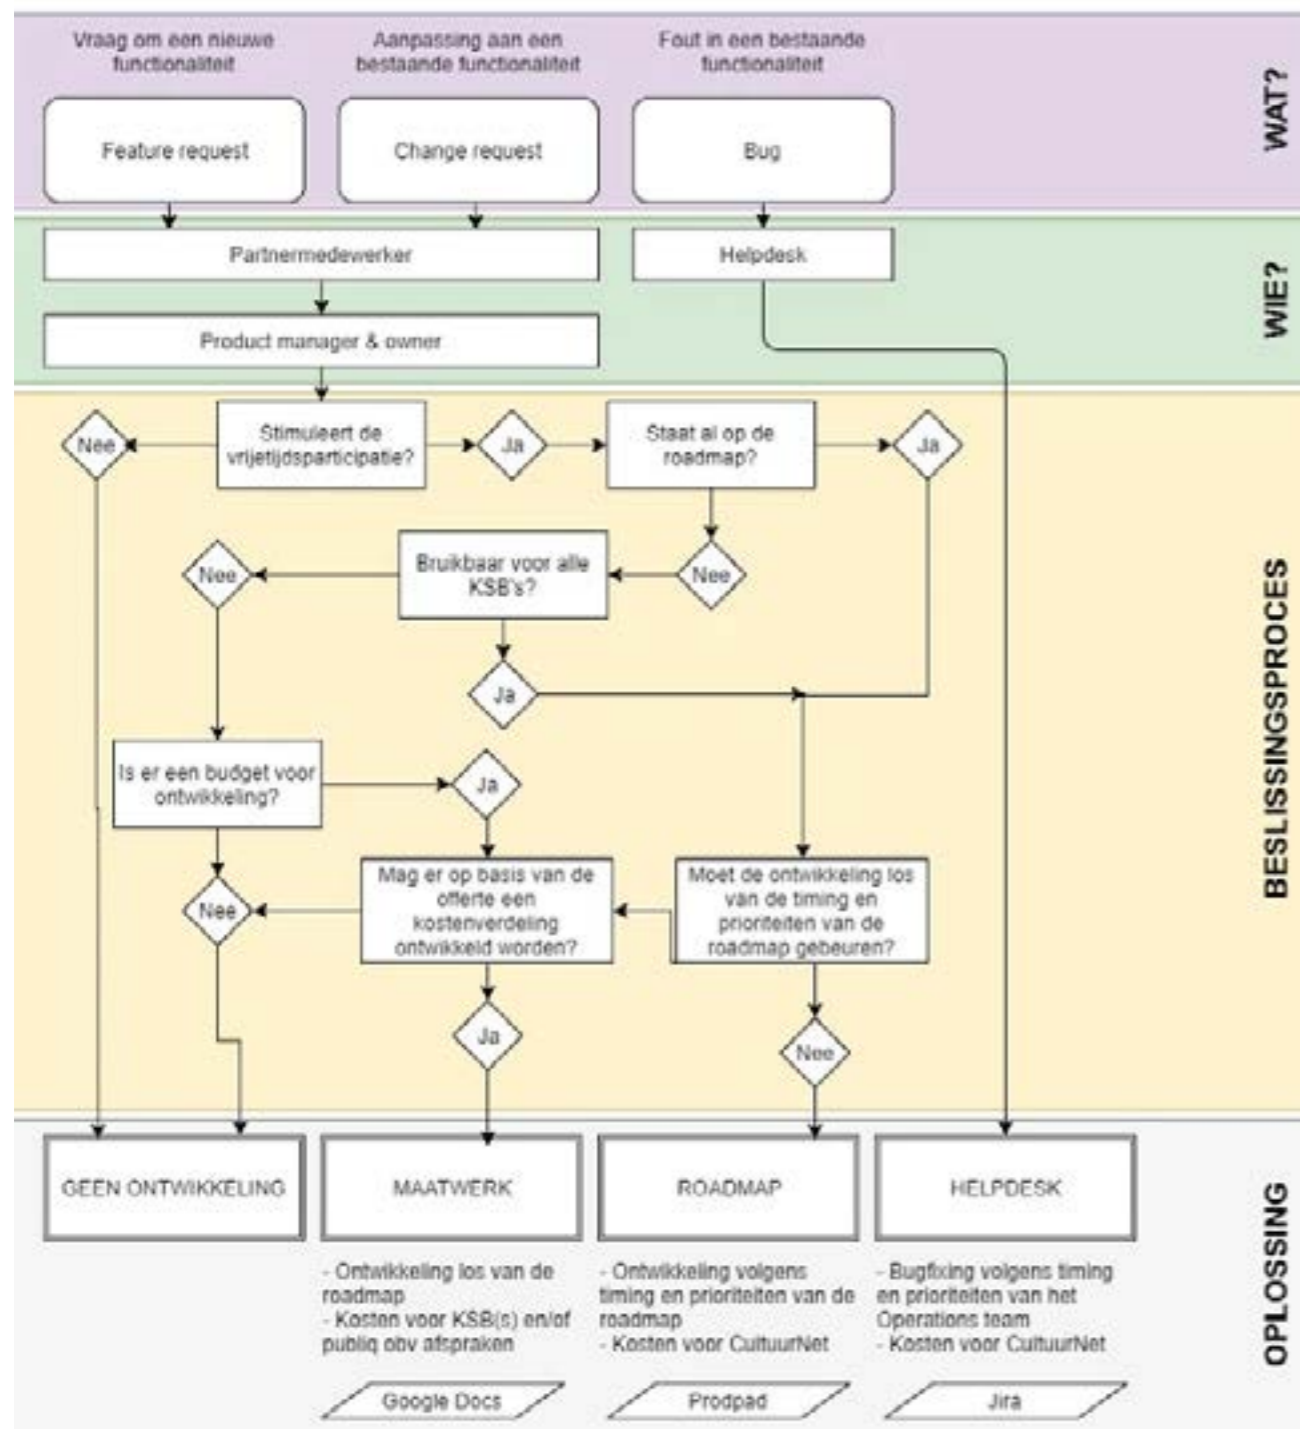 Vraag om een nieuwe
functionaliteit
Aanpassing aan een
bestaande functionaliteit
Fout in een bestaande
functionaliteit
WAT?
Feature request
Change request
Bug
Partnermedewerker
Helpdesk
WIE?
Product manager & owner
Nee
Stimuleert de
vrijetijdsparticipatie?
Ja
Staat al op de
roadmap?
Ja
Nee
Bruikbaar voor alle
KSB's?
Nee
Ja
BESLISSINGSPROCES
Is er een budget voor
ontwikkeling?
Ja
Nee
Mag er op basis van de
offerte een
kostenverdeling
ontwikkeld worden?
Moet de ontwikkeling los
van de timing en
prioriteiten van de
roadmap gebeuren?
Ja
Nee
GEEN ONTWIKKELING
MAATWERK
ROADMAP
HELPDESK
OPLOSSING
- Ontwikkeling los van de
roadmap
- Kosten voor KSB(s) en/of
publiq obv afspraken
- Ontwikkeling volgens
timing en prioriteiten van de
roadmap
- Kosten voor CultuurNet
- Bugfixing volgens timing
en prioriteiten van het
Operations team
- Kosten voor CultuurNet
Google Docs
Prodpad
Jira